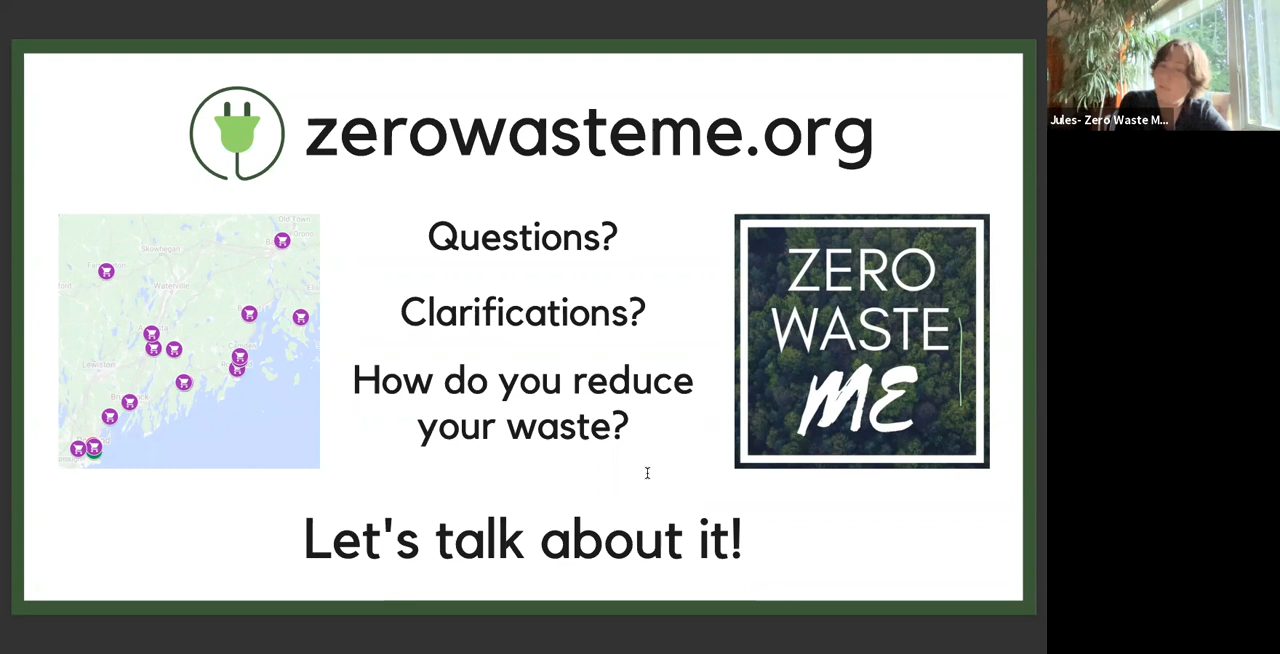 zerowasteme.org
Jules- Zero Waste M...
Old Town
Orono
Skowhegan
Waterville
Lewiston
Questions?
Clarifications?
How do you reduce
your waste?
ZERO
WASTE
ME
Let's talk about it!